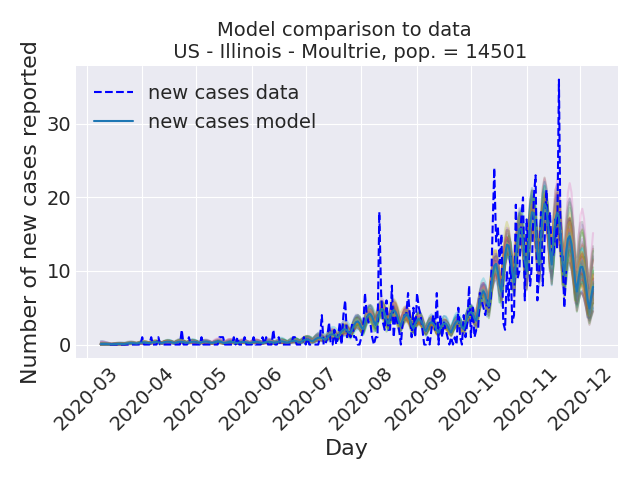 Model comparison to data
US - Illinois - Moultrie, pop. = 14501
Number of new cases reported
new cases data
new cases model
30
20
10
0
2020-03
2020-04
2020-05
2020-06
2020-07
2020-08
2020-09
2020-10
2020-11
2020-12
Day